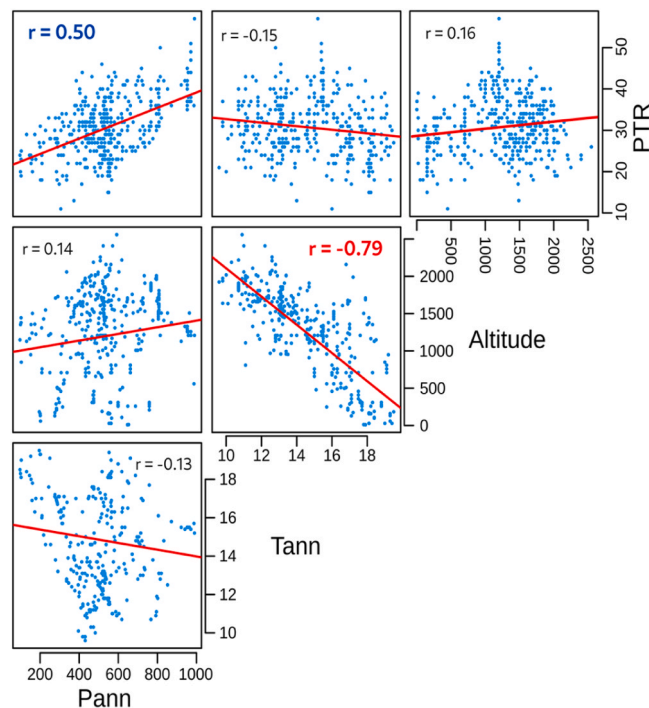 r = 0.50
r = -0.15
r = 0.16
10 20 30 40 50
PTR
500 1000 1500 2000 2500
r = 0.14
r = -0.79
2000
1500
1000
500
0
Altitude
10 12 14 16 18
r = -0.13
18
16
14
12
10
Tann
200 400 600 800 1000
Pann